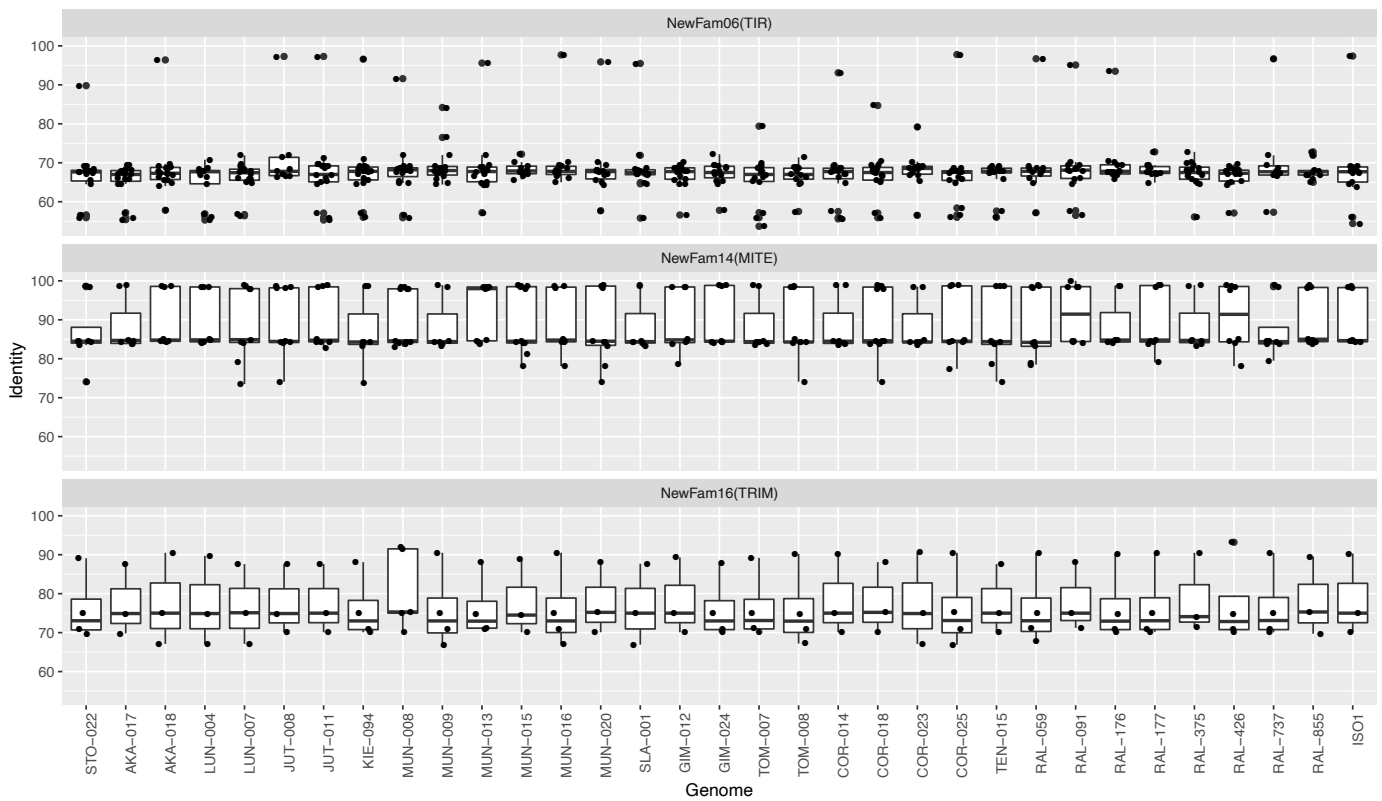 NewFam06(TIR)
100
90
80
70
60
NewFam14(MITE)
100
90
80
70
60
Identity
NewFam16(TRIM)
100
90
80
70
60
STO−022
AKA−017
AKA−018
LUN−004
LUN−007
JUT−008
JUT−011
KIE−094
MUN−008
MUN−009
MUN−013
MUN−015
MUN−016
MUN−020
SLA−001
GIM−012
GIM−024
TOM−007
TOM−008
COR−014
COR−018
COR−023
COR−025
TEN−015
RAL−059
RAL−091
RAL−176
RAL−177
RAL−375
RAL−426
RAL−737
RAL−855
ISO1
Genome